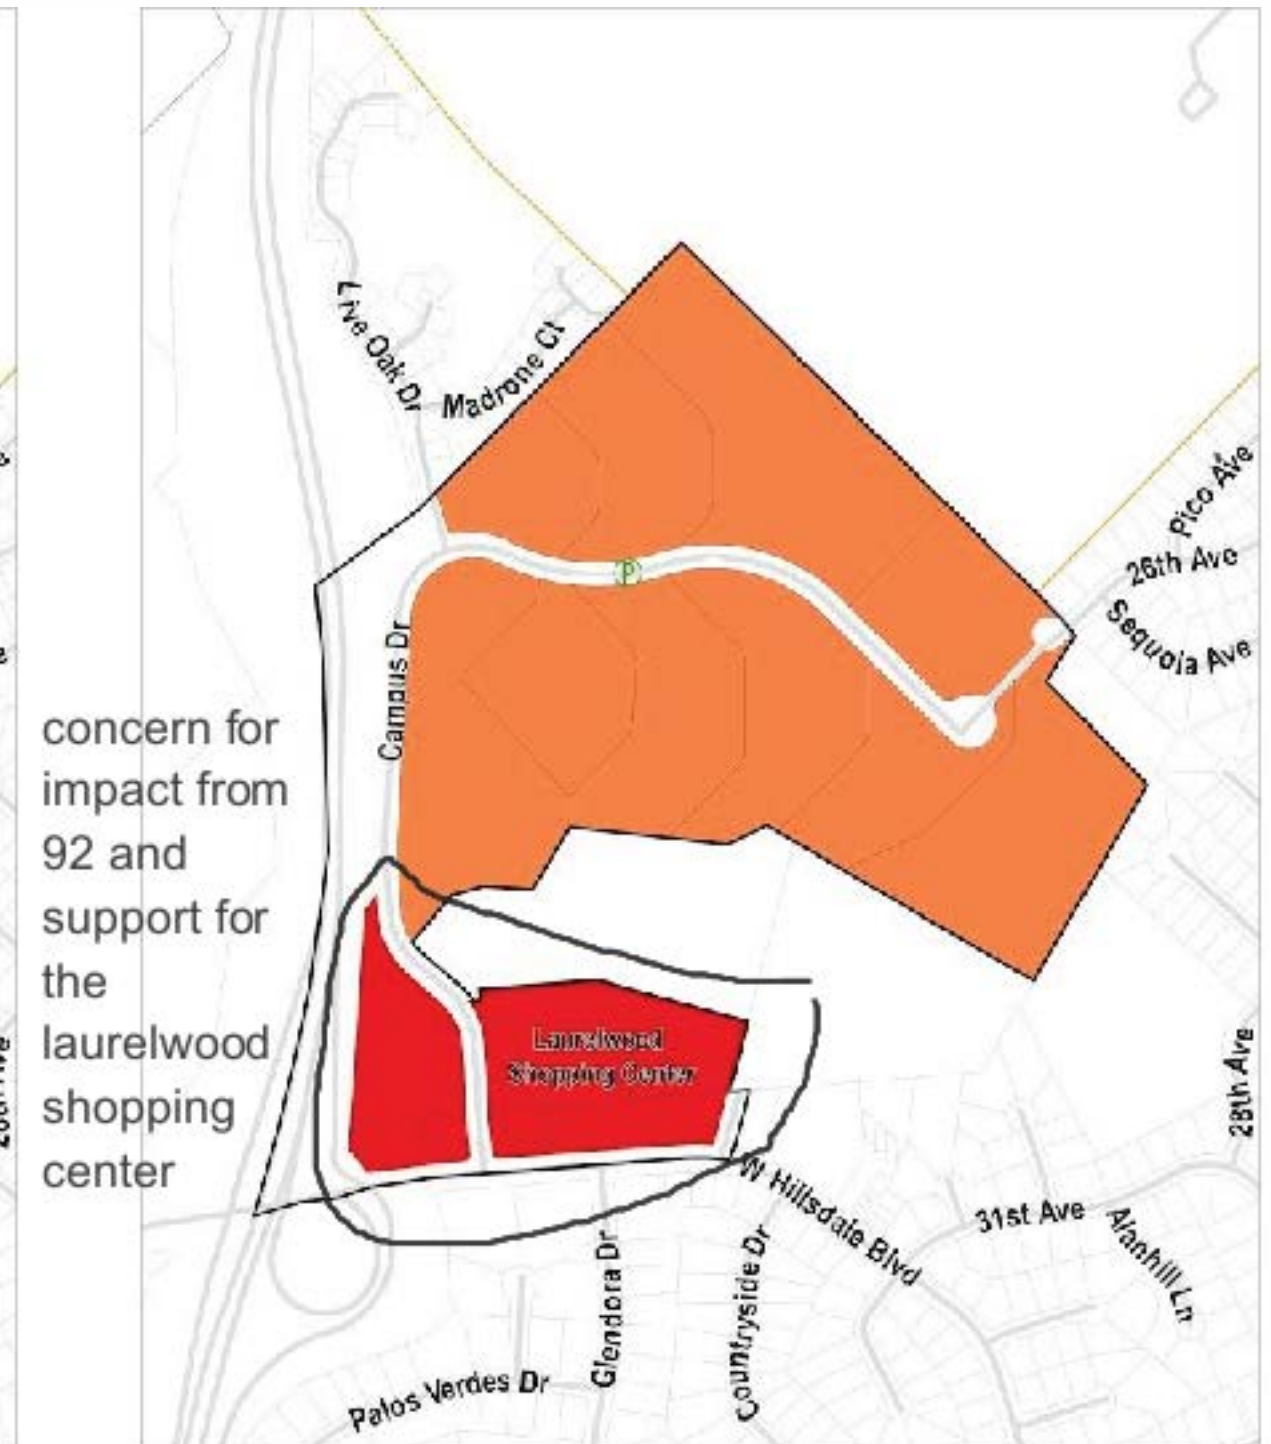 Live Oak Dr
Madrone Ct
Pico Ave
26th Ave
Sequoia Ave
P
Campus Dr
concern for
impact from
92 and
support for
the
laurelwood
shopping
center
Laurelwood
Shopping Center
28th Ave
W Hillsdale Blvd
31st Ave
Alanhill Ln
Glendora Dr
Countryside Dr
Palos Verdes Dr